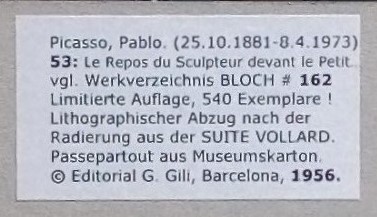 Picasso, Pablo. (25.10.1881-8.4.1973)
53: Le Repos du Sculpteur devant le Petit
vgl. Werkverzeichnis BLOCH # 162
Limitierte Auflage, 540 Exemplare !
Lithographischer Abzug nach der
Radierung aus der SUITE VOLLARD.
Passepartout aus Museumskarton.
© Editorial G. Gili, Barcelona, 1956.